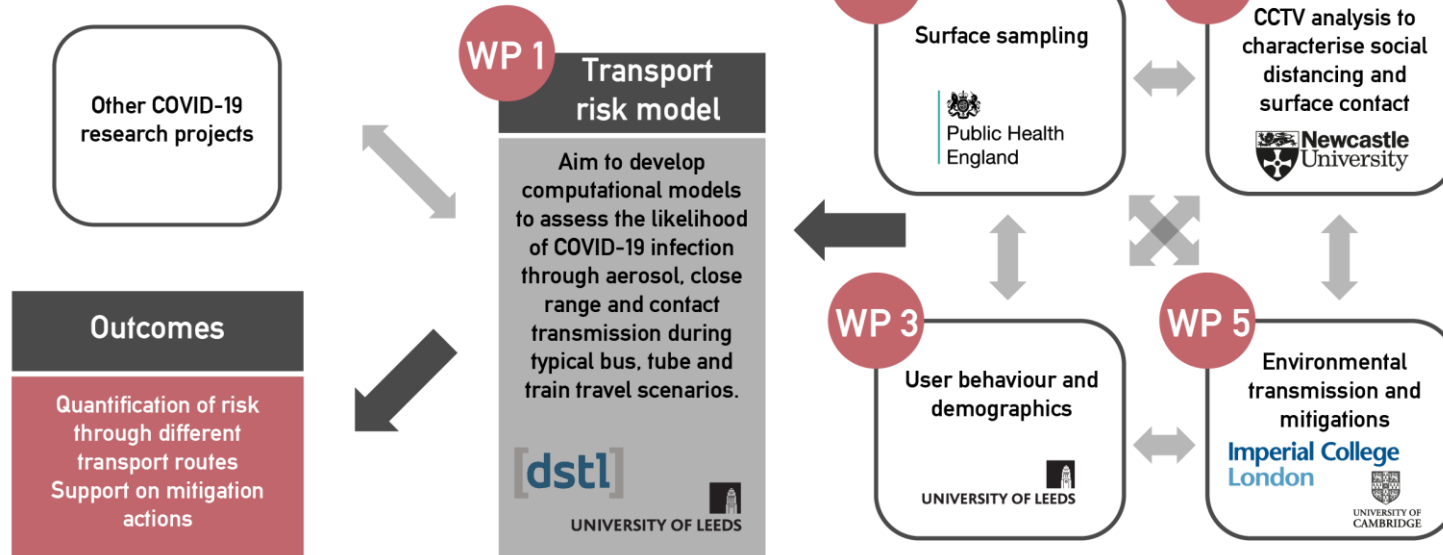 Other COVID-19
research projects
Outcomes
Quantification of risk
through different
transport routes
Support on mitigation
actions
WP 1
Transport
risk model
Aim to develop
computational models
to assess the likelihood
of COVID-19 infection
through aerosol, close
range and contact
transmission during
typical bus, tube and
train travel scenarios.
[dstl]
UNIVERSITY OF LEEDS
Surface sampling
Public Health
England
CCTV analysis to
characterise social
distancing and
surface contact
Newcastle
University
WP 3
User behaviour and
demographics
UNIVERSITY OF LEEDS
WP 5
Environmental
transmission and
mitigations
Imperial College
London
UNIVERSITY OF
CAMBRIDGE